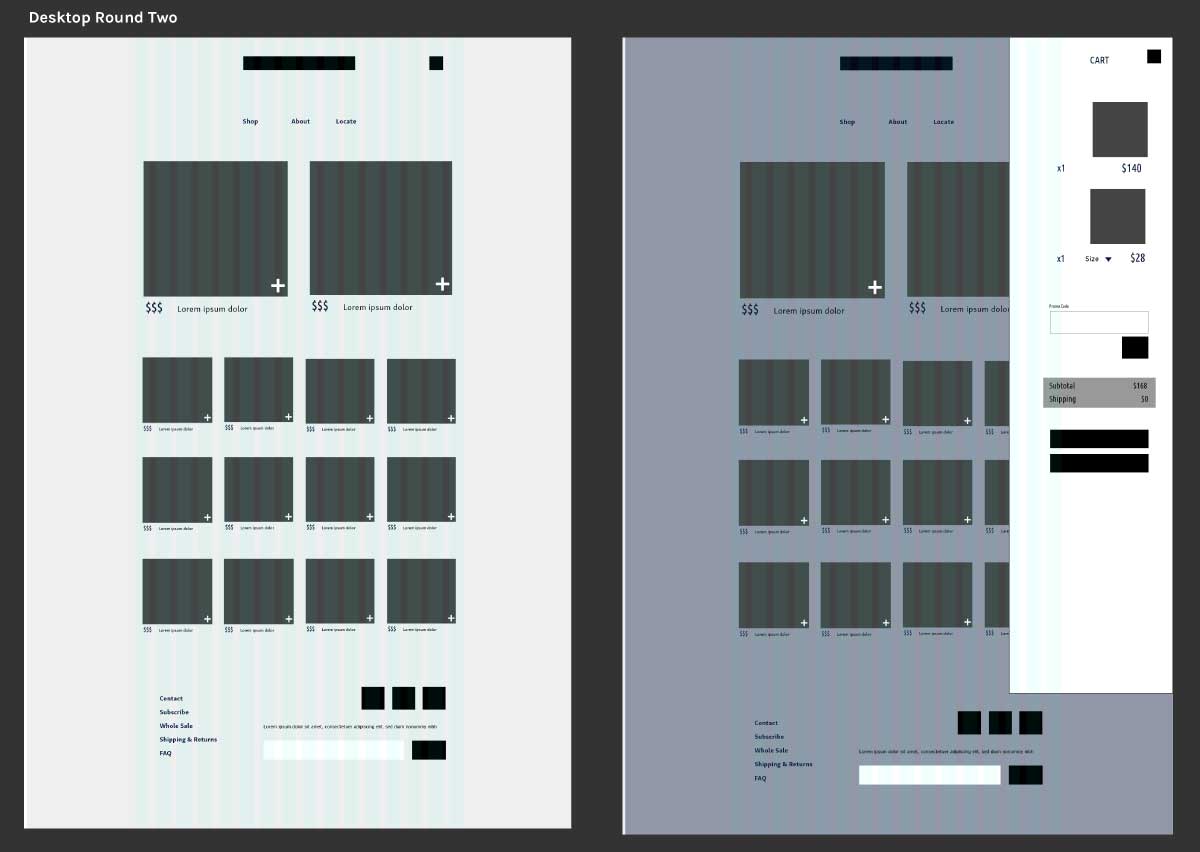 Desktop Round Two
Shop About Locate
$$$ Lorem ipsum dolor $$$ Lorem ipsum dolor
$$$ Lorem ipsum dolor $$$ Lorem ipsum dolor $$$ Lorem ipsum dolor $$$ Lorem ipsum dolor
$$$ Lorem ipsum dolor $$$ Lorem ipsum dolor $$$ Lorem ipsum dolor $$$ Lorem ipsum dolor
$$$ Lorem ipsum dolor $$$ Lorem ipsum dolor $$$ Lorem ipsum dolor $$$ Lorem ipsum dolor
Contact
Subscribe
Whole Sale
Shipping & Returns
FAQ
Lorem ipsum dolor sit amet, consectetuer adipiscing elit, sed diam nonummy nibh
Shop About Locate
$$$ Lorem ipsum dolor $$$ Lorem ipsum dolor
$$$ Lorem ipsum dolor $$$ Lorem ipsum dolor $$$ Lorem ipsum dolor $$$ Lorem
$$$ Lorem ipsum dolor $$$ Lorem ipsum dolor $$$ Lorem ipsum dolor $$$ Lorem
$$$ Lorem ipsum dolor $$$ Lorem ipsum dolor $$$ Lorem ipsum dolor $$$ Lorem
Contact
Subscribe
Whole Sale
Shipping & Returns
FAQ
Lorem ipsum dolor sit amet, consectetuer adipiscing elit, sed diam nonummy nibh
CART
x1 $140
x1 Size $28
Promo Code
Subtotal $168
Shipping $0